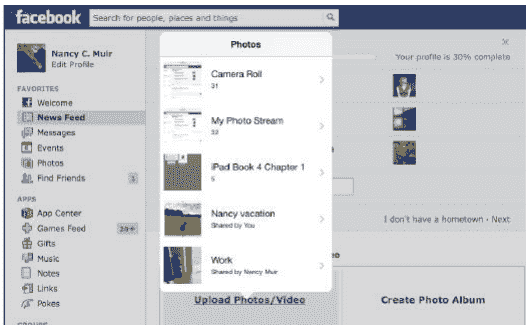 facebook
Search for people, places and things
Nancy C. Muir
Edit Profile
FAVORITES
Welcome
News Feed
Messages
Events
Photos
Find Friends
APPS
App Center
Games Feed
20+
Gifts
Music
Notes
Links
Pokes
GROUPS
Photos
Camera Roll
31
My Photo Stream
iPad Book 4 Chapter 1
5
Nancy vacation
Shared by You
Work
Shared by Nancy Muir
Your profile is 30% complete
I don't have a hometown · Next
Upload Photos/Video
Create Photo Album